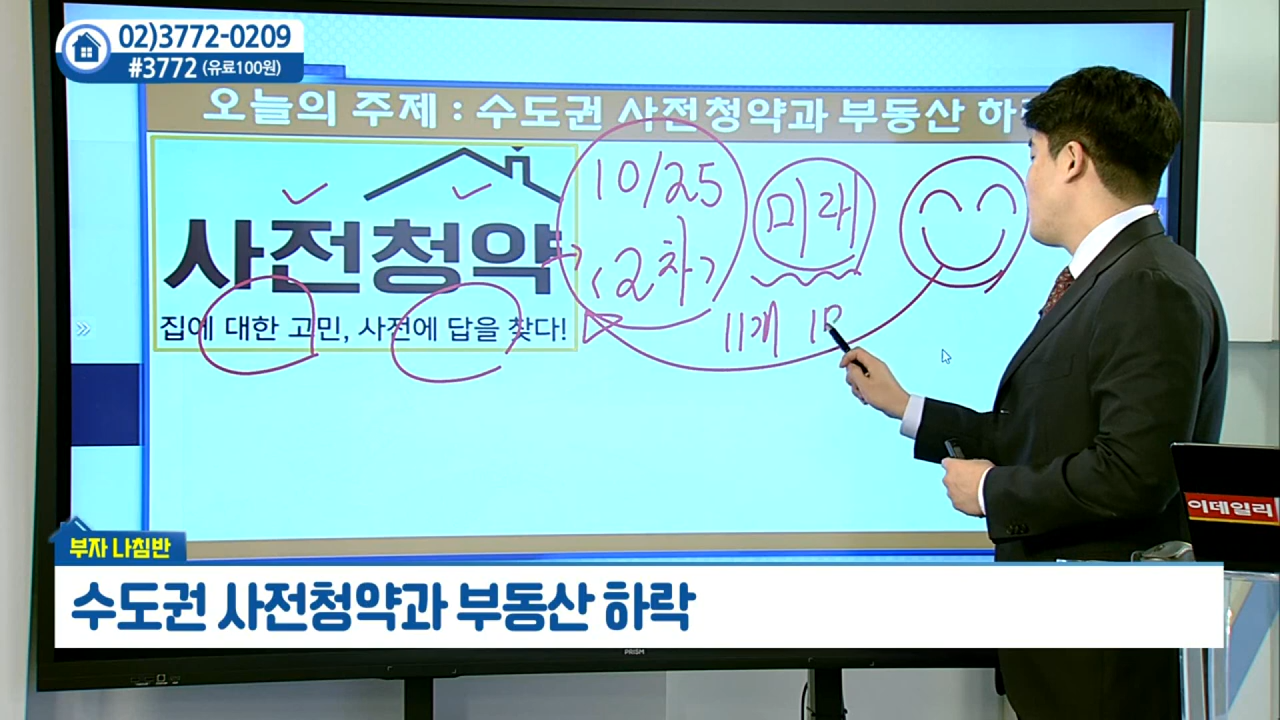 02)3772-0209
#3772 (유료100원)
오늘의 주제 : 수도권 사전청약과 부동산 하
사전청약
집에 대한 고민, 사전에 답을 찾다!
10/25
(2차)
미래
11개 1
이데일리
부자 나침반
수도권 사전청약과 부동산 하락
PRISM